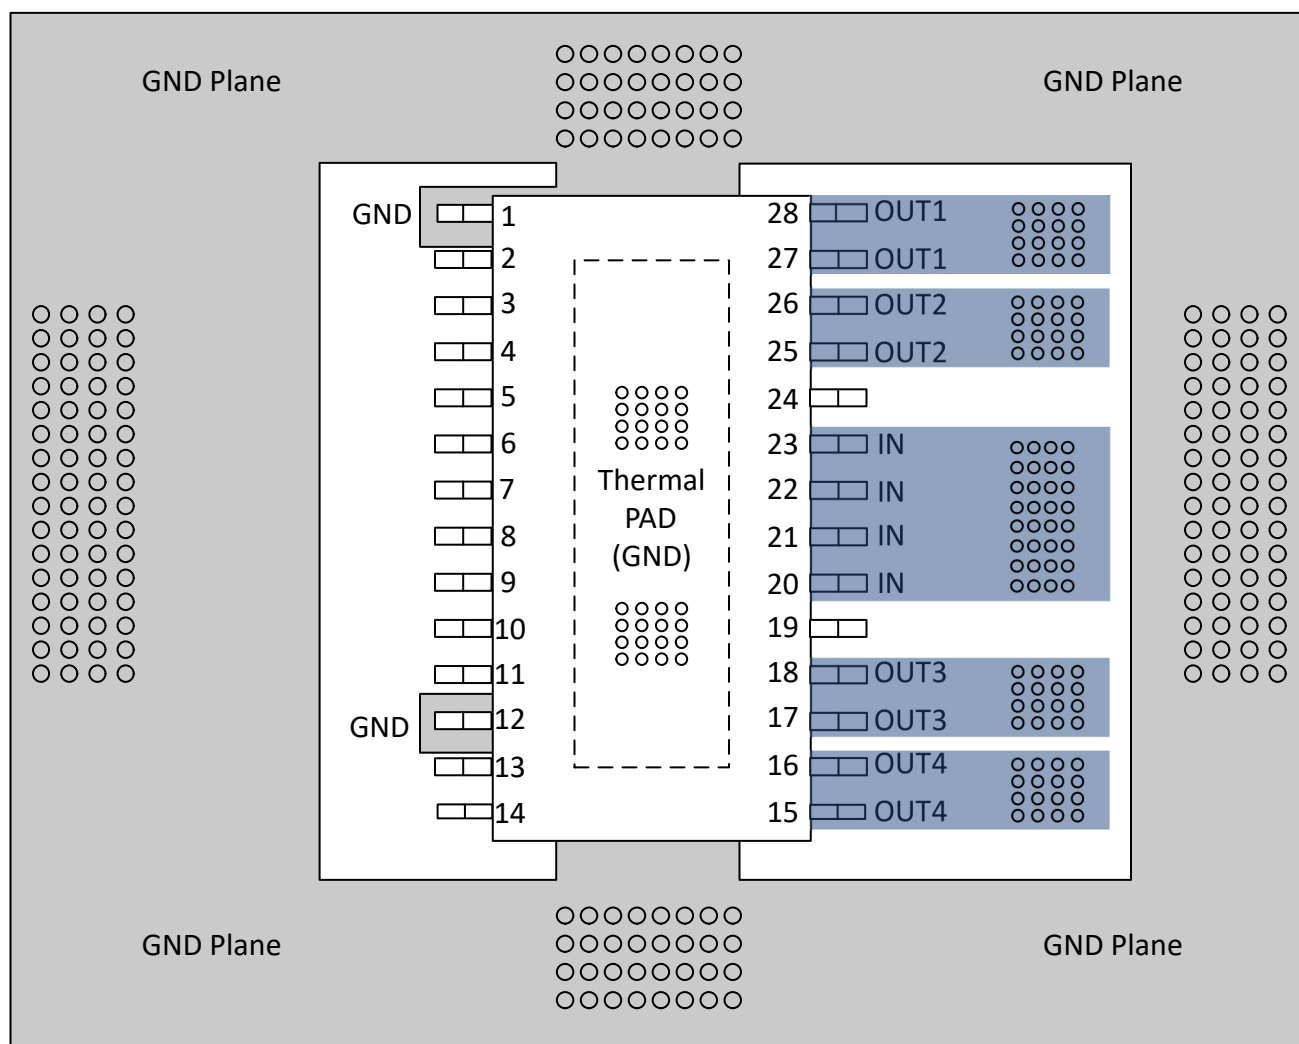 GND Plane
GND Plane
GND
1
2
3
4
5
6
7
8
9
10
11
GND
12
13
14
Thermal
PAD
(GND)
28 OUT1
27 OUT1
26 OUT2
25 OUT2
24
23 IN
22 IN
21 IN
20 IN
19
18 OUT3
17 OUT3
16 OUT4
15 OUT4
GND Plane
GND Plane